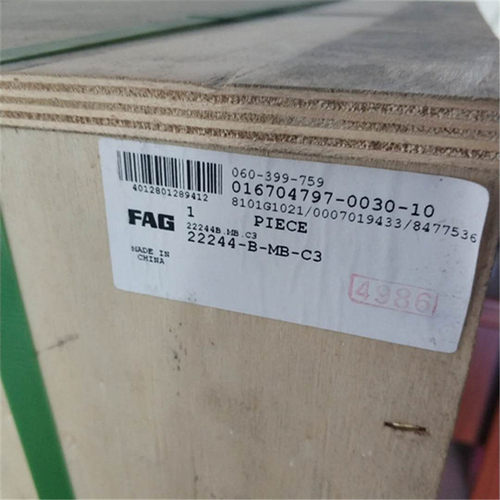 060-399-759
4012801289412
016704797-0030-10
8101G1021/0007019433/8477536
FAG
1
PIECE
22244B.MB.C3
22244-B-MB-C3
MADE IN
CHINA
4986